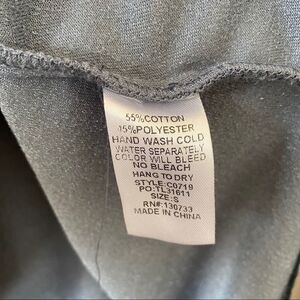 55%COTTON
45%POLYESTER
HAND WASH COLD
WATER SEPARATELY
COLOR WILL BLEED
NO BLEACH
HANG TO DRY
STYLE:C0719
PO:TL31611
SIZE:S
RN#:130733
MADE IN CHINA